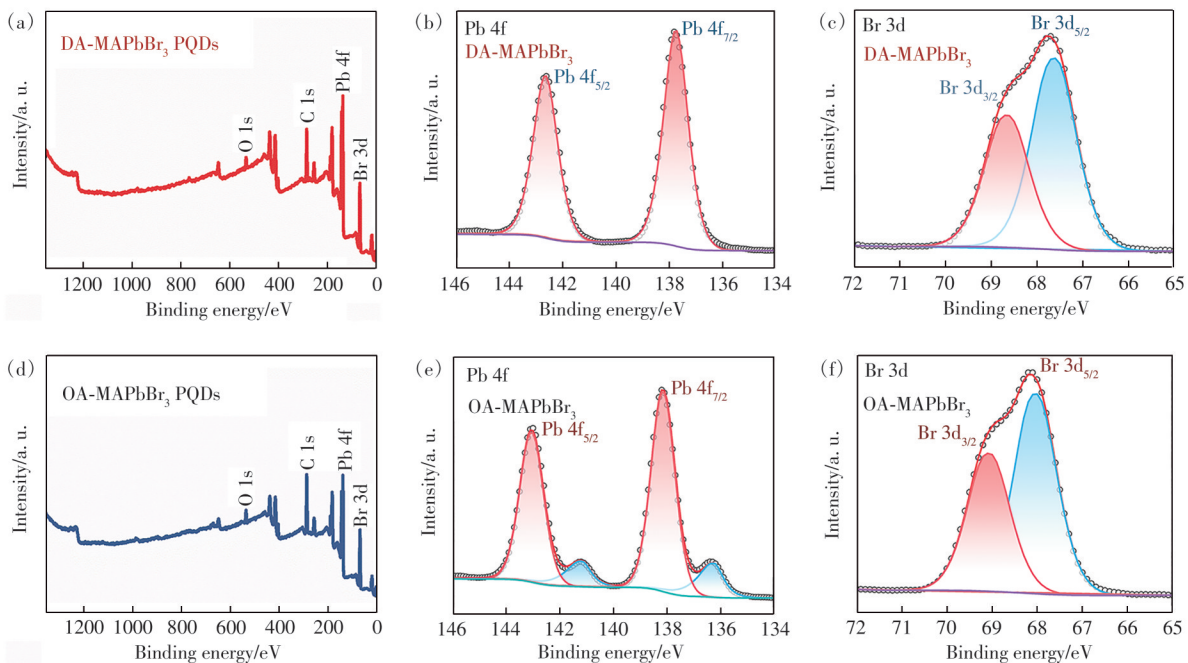 (a)
DA-MAPbBr₃ PQDs
O 1s
C 1s
Pb 4f
Br 3d
Intensity/a. u.
1200 1000 800 600 400 200 0
Binding energy/eV
(b)
Pb 4f
DA-MAPbBr₃
Pb 4f₇/₂
Pb 4f₅/₂
Intensity/a. u.
146 144 142 140 138 136 134
Binding energy/eV
(c)
Br 3d
Br 3d₅/₂
DA-MAPbBr₃
Br 3d₃/₂
Intensity/a. u.
72 71 70 69 68 67 66 65
Binding energy/eV
(d)
OA-MAPbBr₃ PQDs
O 1s
C 1s
Pb 4f
Br 3d
Intensity/a. u.
1200 1000 800 600 400 200 0
Binding energy/eV
(e)
Pb 4f
Pb 4f₇/₂
OA-MAPbBr₃
Pb 4f₅/₂
Intensity/a. u.
146 144 142 140 138 136 134
Binding energy/eV
(f)
Br 3d
Br 3d₅/₂
OA-MAPbBr₃
Br 3d₃/₂
Intensity/a. u.
72 71 70 69 68 67 66 65
Binding energy/eV